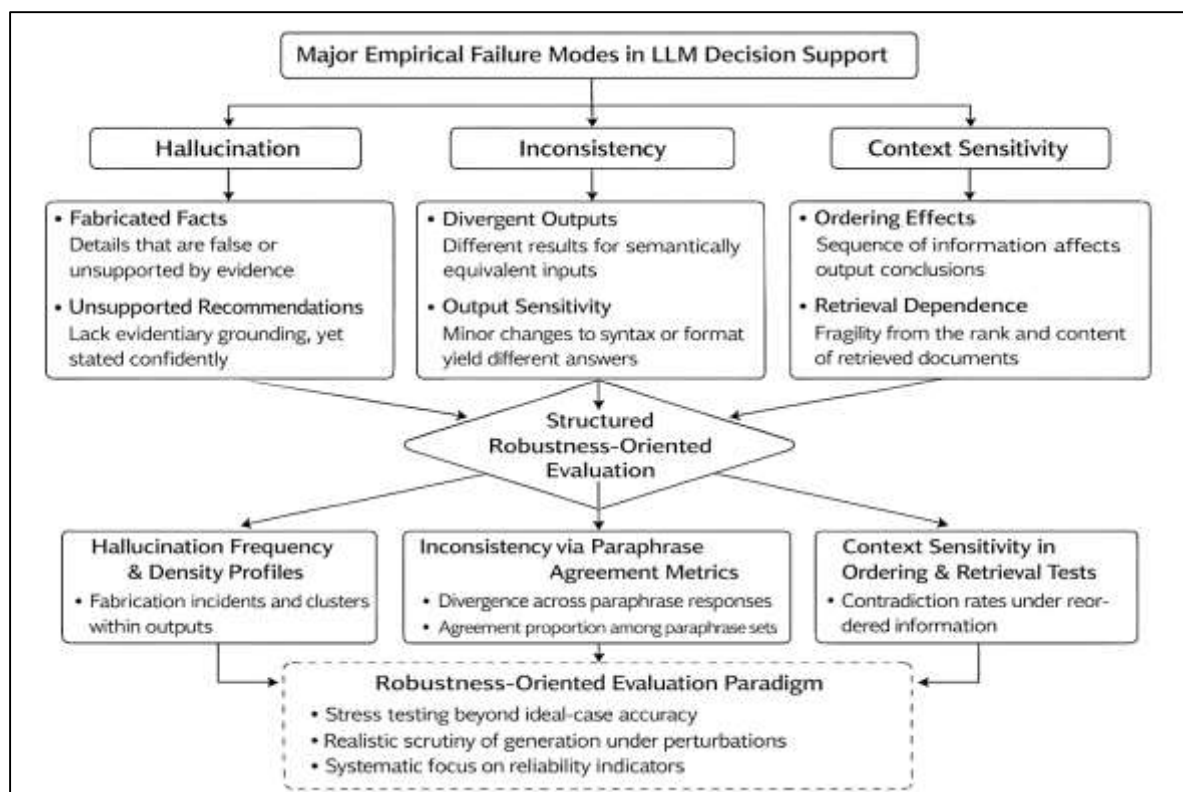 Major Empirical Failure Modes in LLM Decision Support
Hallucination
Inconsistency
Context Sensitivity
• Fabricated Facts
Details that are false or
unsupported by evidence
• Unsupported Recommendations
Lack evidentiary grounding, yet
stated confidently
• Divergent Outputs
Different results for semantically
equivalent inputs
• Output Sensitivity
Minor changes to syntax or format
yield different answers
• Ordering Effects
Sequence of information affects
output conclusions
• Retrieval Dependence
Fragility from the rank and content
of retrieved documents
Structured
Robustness-Oriented
Evaluation
Hallucination Frequency
& Density Profiles
• Fabrication incidents and clusters
within outputs
Inconsistency via Paraphrase
Agreement Metrics
• Divergence across paraphrase responses
• Agreement proportion among paraphrase sets
Context Sensitivity in
Ordering & Retrieval Tests
• Contradiction rates under reor-
dered information
Robustness-Oriented Evaluation Paradigm
• Stress testing beyond ideal-case accuracy
• Realistic scrutiny of generation under perturbations
• Systematic focus on reliability indicators